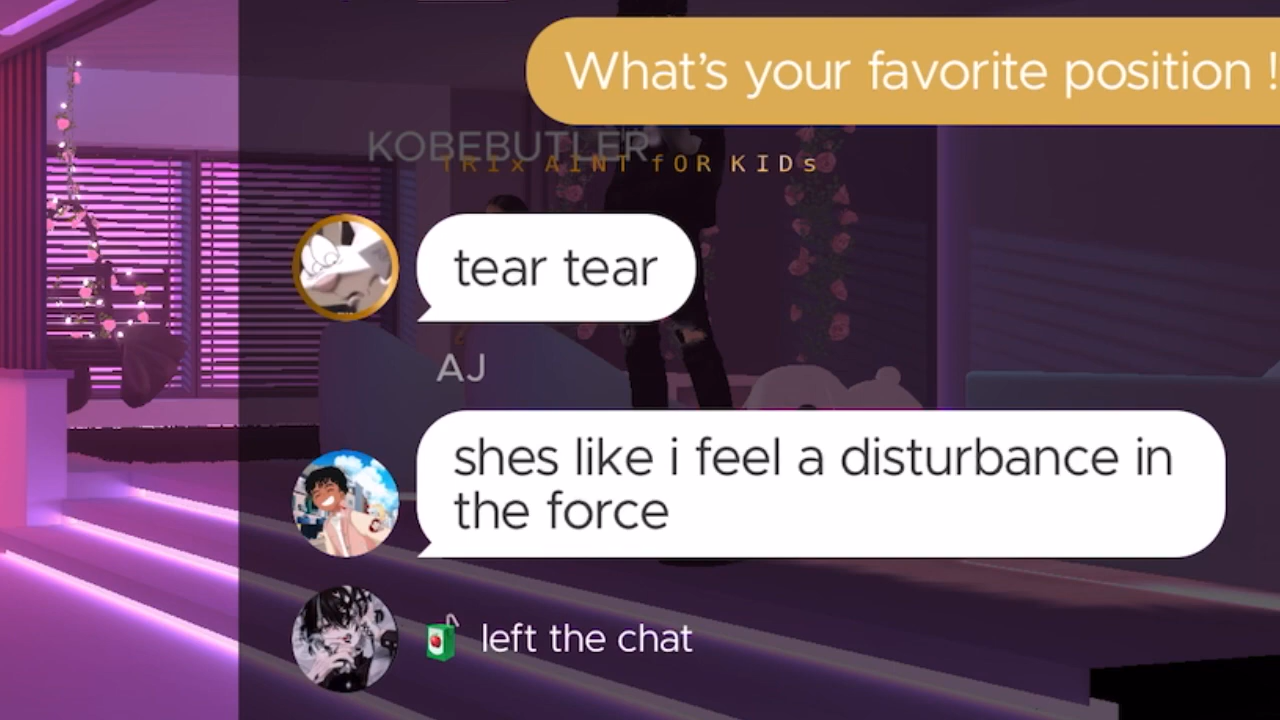 What's your favorite position !
KOBEBUTLER
TRIx AINT fOR KIDs
tear tear
AJ
shes like i feel a disturbance in
the force
left the chat